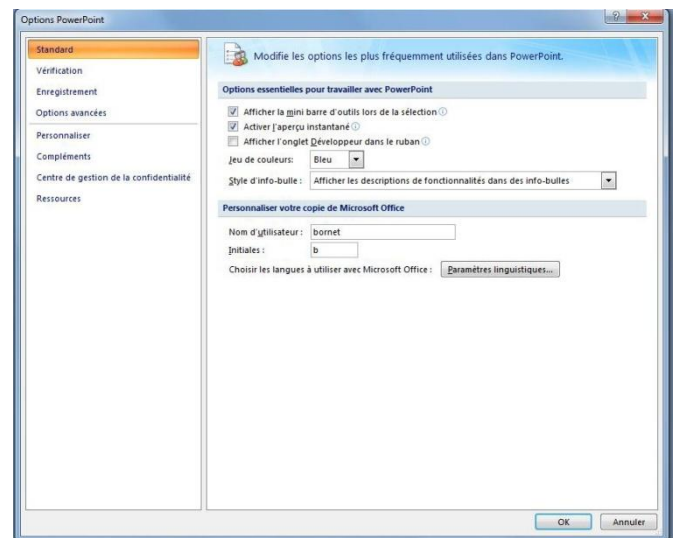 Options PowerPoint
Standard
Vérification
Enregistrement
Options avancées
Personnaliser
Compléments
Centre de gestion de la confidentialité
Ressources
Modifie les options les plus fréquemment utilisées dans PowerPoint.
Options essentielles pour travailler avec PowerPoint
Afficher la mini barre d'outils lors de la sélection
Activer l'aperçu instantané
Afficher l'onglet Développeur dans le ruban
Jeu de couleurs: Bleu
Style d'info-bulle : Afficher les descriptions de fonctionnalités dans des info-bulles
Personnaliser votre copie de Microsoft Office
Nom d'utilisateur : bornet
Initiales : b
Choisir les langues à utiliser avec Microsoft Office : Paramètres linguistiques...
OK Annuler